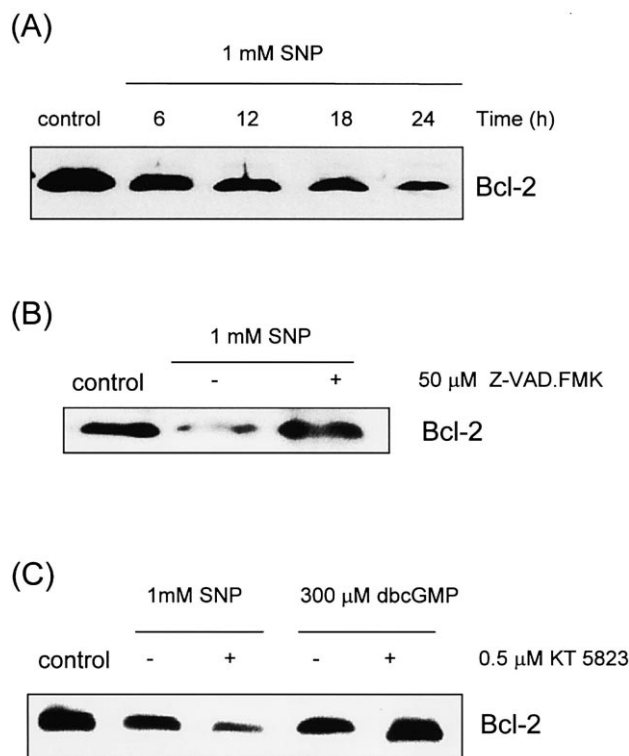 (A)
1 mM SNP
control 6 12 18 24 Time (h)
Bcl-2
(B)
1 mM SNP
control - + 50 μM Z-VAD.FMK
Bcl-2
(C)
1mM SNP 300 μM dbcGMP
control - + - + 0.5 μM KT 5823
Bcl-2